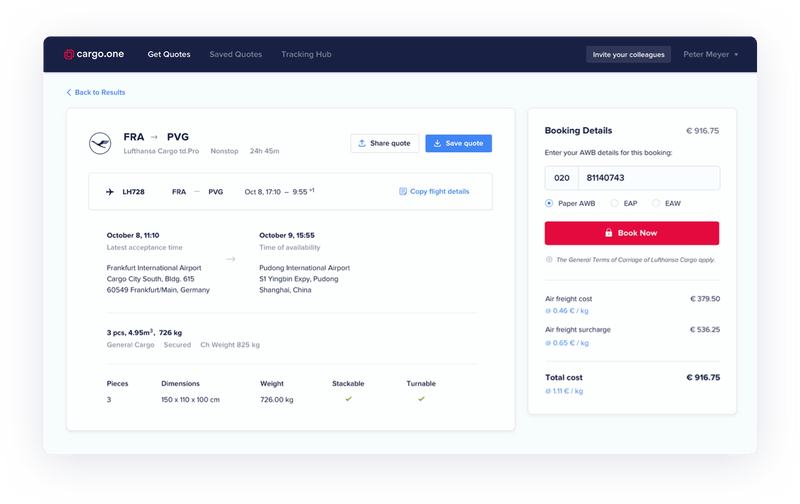 cargo.one Get Quotes Saved Quotes Tracking Hub Invite your colleagues Peter Meyer
Back to Results
FRA → PVG
Lufthansa Cargo td.Pro Nonstop 24h 45m
Share quote Save quote
LH728 FRA — PVG Oct 8, 17:10 – 9:55 +1 Copy flight details
October 8, 11:10
Latest acceptance time
Frankfurt International Airport
Cargo City South, Bldg. 615
60549 Frankfurt/Main, Germany
→
October 9, 15:55
Time of availability
Pudong International Airport
S1 Yingbin Expy, Pudong
Shanghai, China
3 pcs, 4.95m³, 726 kg
General Cargo Secured Ch Weight 825 kg
Pieces Dimensions Weight Stackable Turnable
3 150 x 110 x 100 cm 726.00 kg ✓ ✓
Booking Details € 916.75
Enter your AWB details for this booking:
020 81140743
Paper AWB EAP EAW
Book Now
The General Terms of Carriage of Lufthansa Cargo apply.
Air freight cost € 379.50
@ 0.46 € / kg
Air freight surcharge € 536.25
@ 0.65 € / kg
Total cost € 916.75
@ 1.11 € / kg